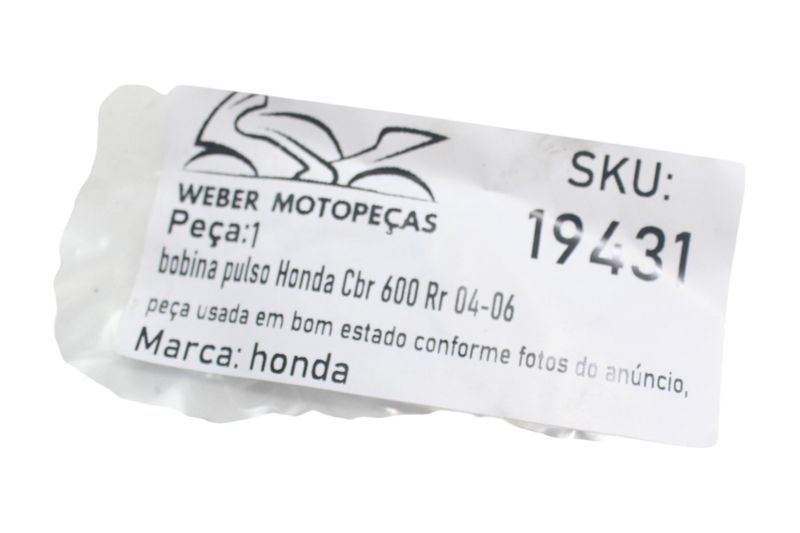 WEBER MOTOPEÇAS
SKU:
19431
Peça:1
bobina pulso Honda Cbr 600 Rr 04-06
peça usada em bom estado conforme fotos do anúncio,
Marca: honda